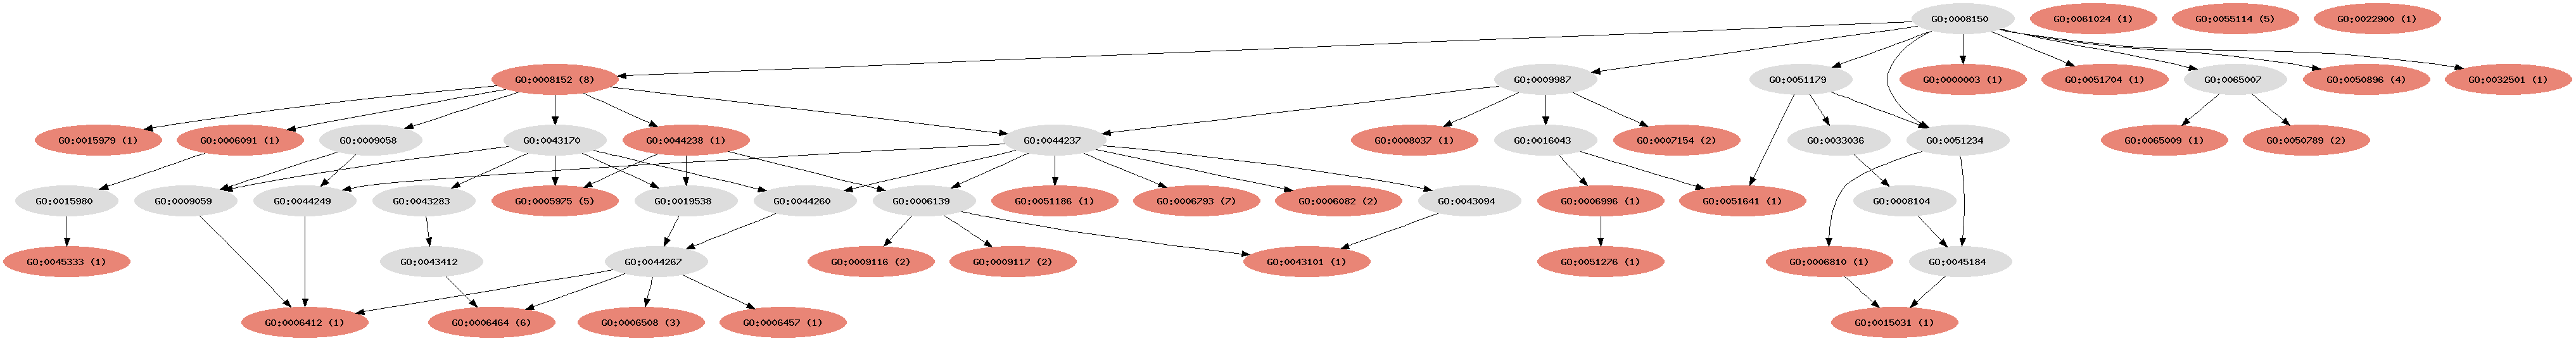 GO:0008150
GO:0061024 (1)
GO:0055114 (5)
GO:0022900 (1)
GO:0008152 (8)
GO:0009987
GO:0051179
GO:0000003 (1)
GO:0051704 (1)
GO:0065007
GO:0050896 (4)
GO:0032501 (1)
GO:0015979 (1)
GO:0006091 (1)
GO:0009058
GO:0043170
GO:0044238 (1)
GO:0044237
GO:0008037 (1)
GO:0016043
GO:0007154 (2)
GO:0033036
GO:0051234
GO:0065009 (1)
GO:0050789 (2)
GO:0015980
GO:0009059
GO:0044249
GO:0043283
GO:0005975 (5)
GO:0019538
GO:0044260
GO:0006139
GO:0051186 (1)
GO:0006793 (7)
GO:0006082 (2)
GO:0043094
GO:0006996 (1)
GO:0051641 (1)
GO:0008104
GO:0045333 (1)
GO:0043412
GO:0044267
GO:0009116 (2)
GO:0009117 (2)
GO:0043101 (1)
GO:0051276 (1)
GO:0006810 (1)
GO:0045184
GO:0006412 (1)
GO:0006464 (6)
GO:0006508 (3)
GO:0006457 (1)
GO:0015031 (1)